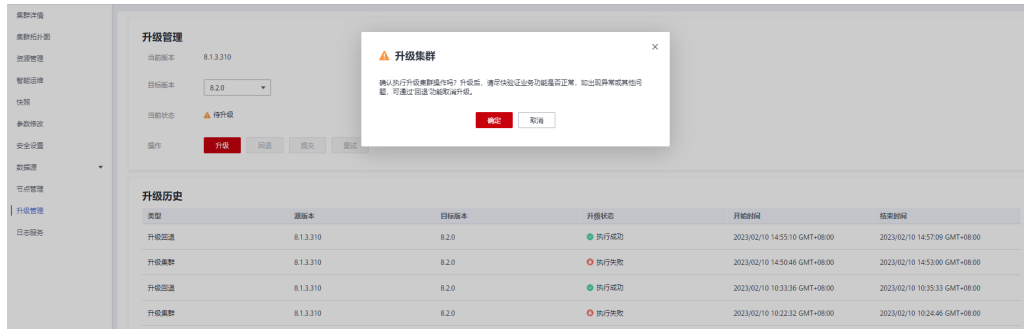 集群详情
集群拓扑图
资源管理
智能运维
快照
参数修改
安全设置
数据源
节点管理
升级管理
日志服务
升级管理
当前版本 8.1.3.310
目标版本 8.2.0
当前状态 待升级
操作 升级 回退 提交 重试
升级集群
确认执行升级集群操作吗？升级后，请尽快验证业务功能是否正常，如出现异常或其他问
题，可通过‘回退’功能取消升级。
确定 取消
升级历史
类型 源版本 目标版本 升级状态 开始时间 结束时间
升级回退 8.1.3.310 8.2.0 执行成功 2023/02/10 14:55:10 GMT+08:00 2023/02/10 14:57:09 GMT+08:00
升级集群 8.1.3.310 8.2.0 执行失败 2023/02/10 14:50:46 GMT+08:00 2023/02/10 14:53:00 GMT+08:00
升级回退 8.1.3.310 8.2.0 执行成功 2023/02/10 10:33:36 GMT+08:00 2023/02/10 10:35:33 GMT+08:00
升级集群 8.1.3.310 8.2.0 执行失败 2023/02/10 10:22:32 GMT+08:00 2023/02/10 10:24:46 GMT+08:00